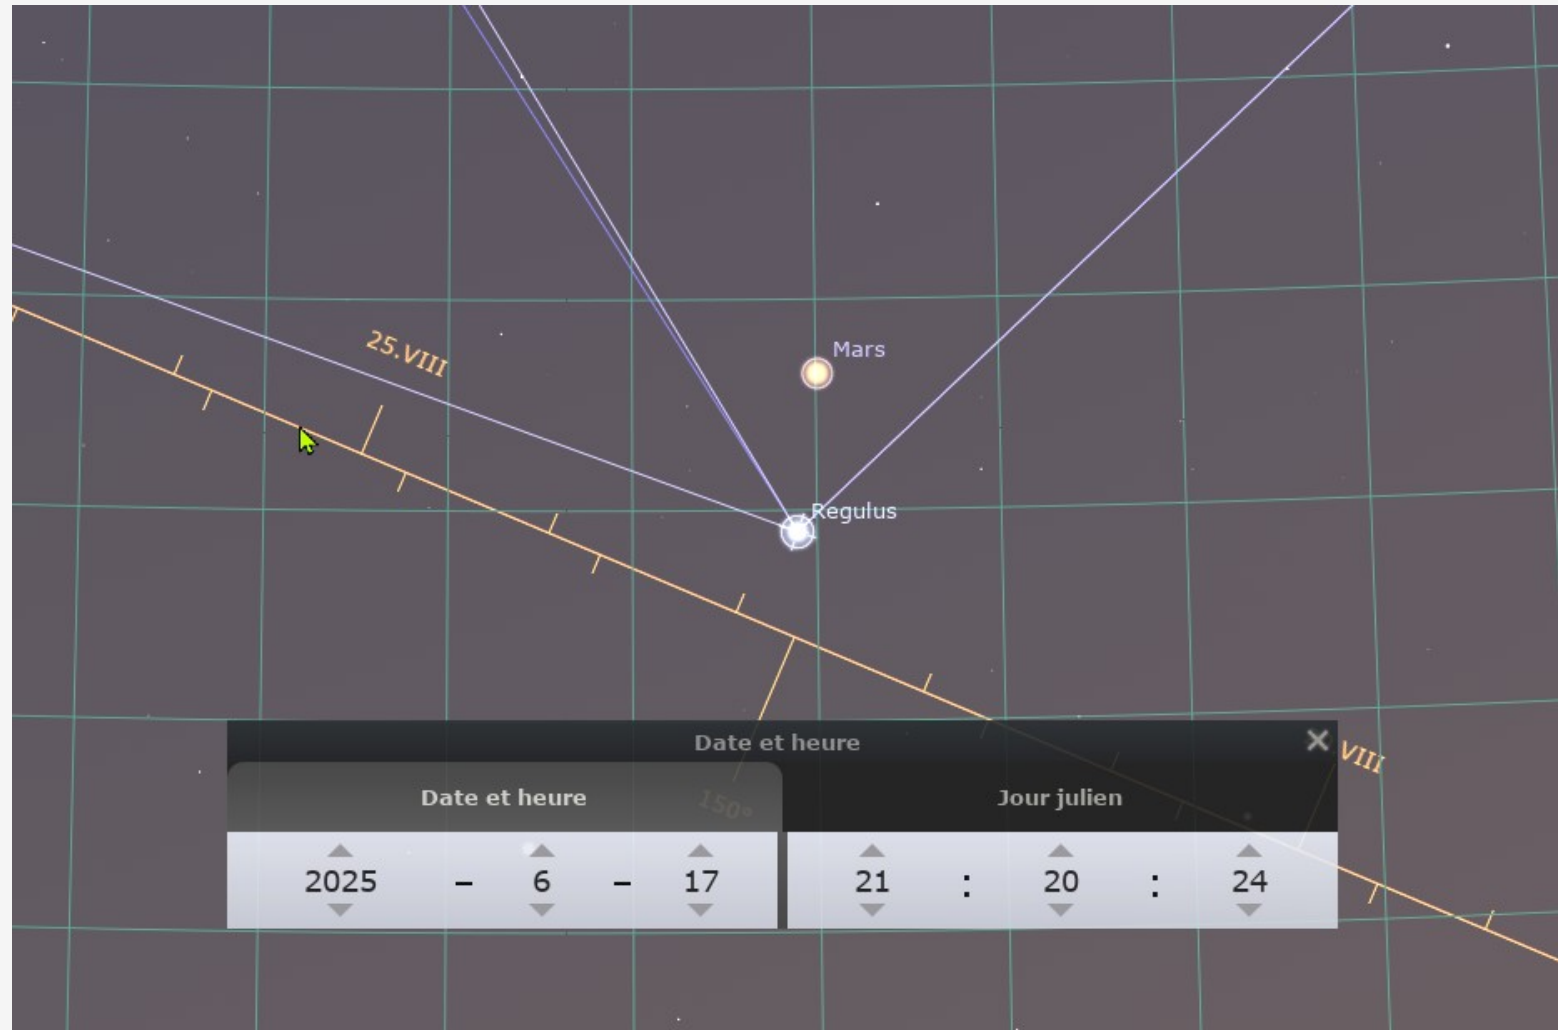 25.VIII
Mars
Regulus
VIII
Date et heure
Date et heure
Jour julien
150°
2025 - 6 - 17
21 : 20 : 24